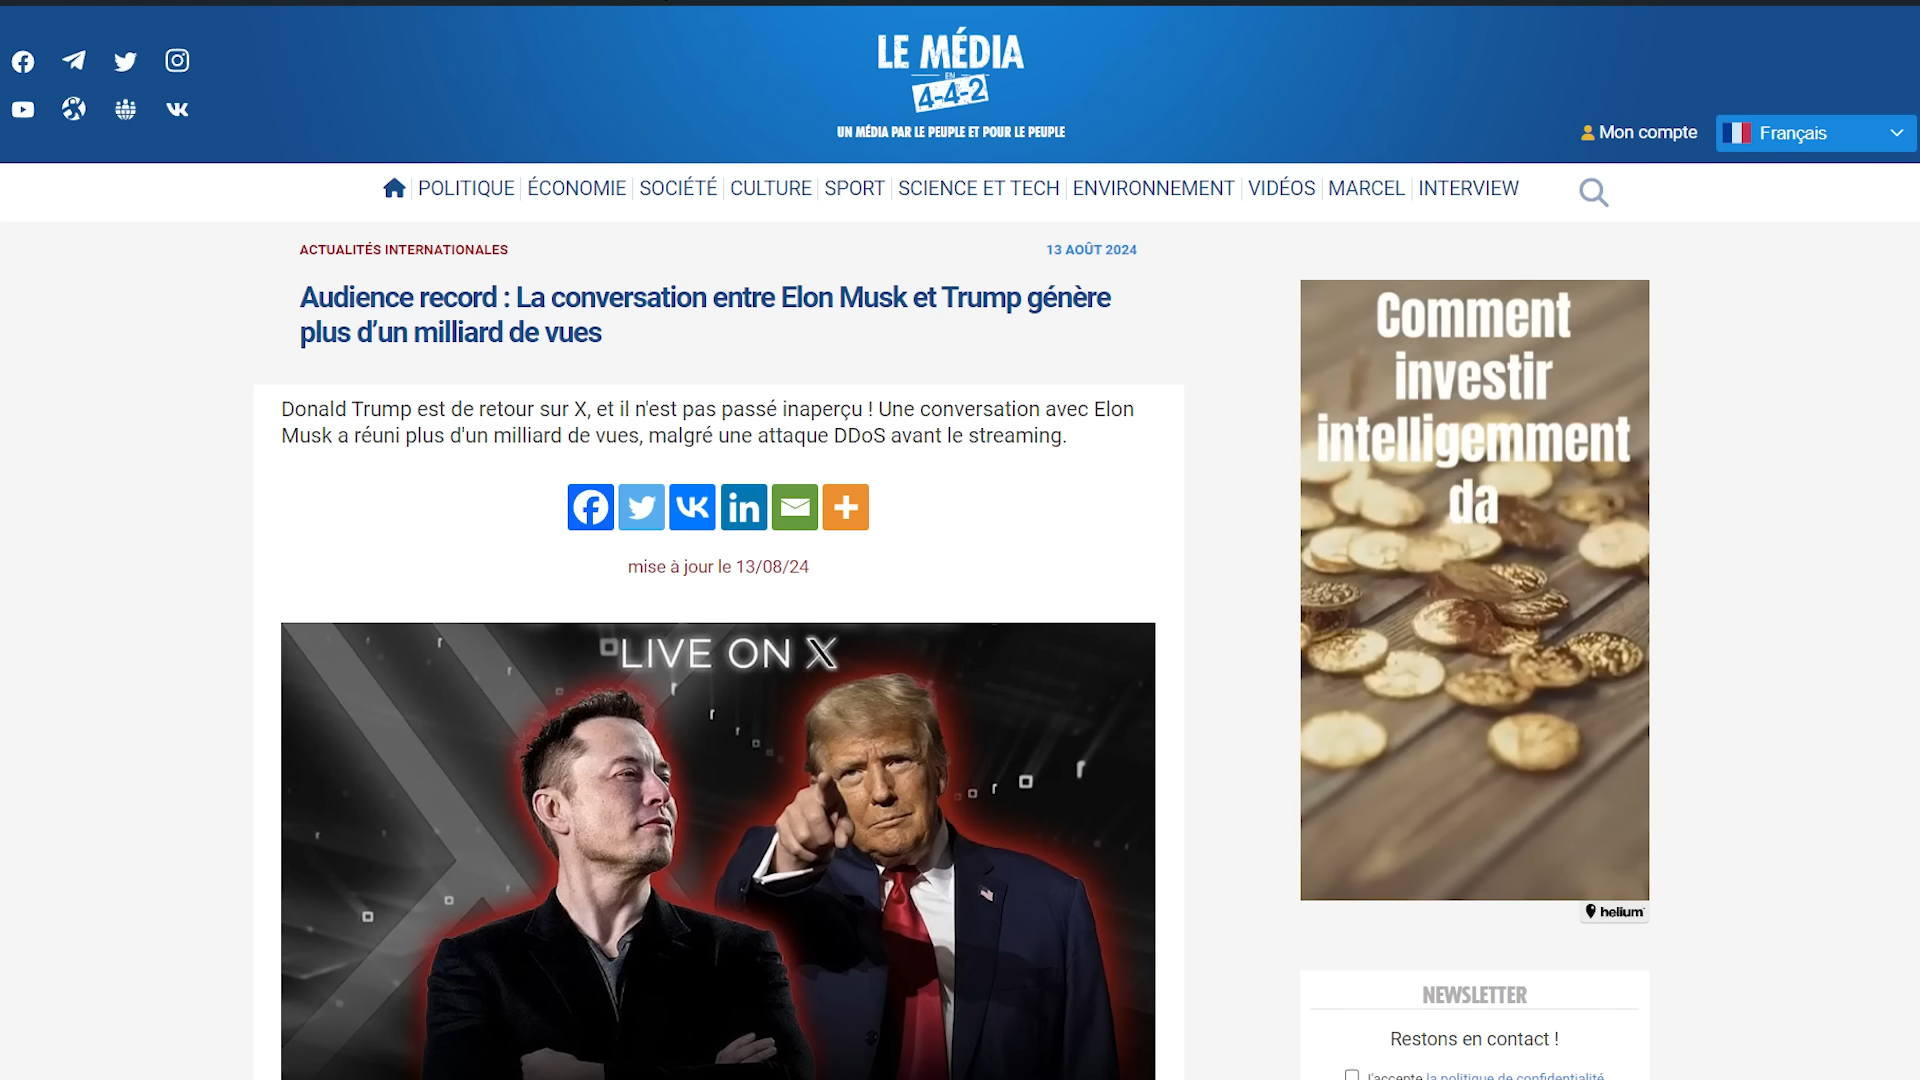 LE MÉDIA
EN
4-4-2
UN MÉDIA PAR LE PEUPLE ET POUR LE PEUPLE
Mon compte
Français
POLITIQUE
ÉCONOMIE
SOCIÉTÉ
CULTURE
SPORT
SCIENCE ET TECH
ENVIRONNEMENT
VIDÉOS
MARCEL
INTERVIEW
ACTUALITÉS INTERNATIONALES
13 AOÛT 2024
Audience record : La conversation entre Elon Musk et Trump génère
plus d’un milliard de vues
Donald Trump est de retour sur X, et il n'est pas passé inaperçu ! Une conversation avec Elon
Musk a réuni plus d'un milliard de vues, malgré une attaque DDoS avant le streaming.
mise à jour le 13/08/24
LIVE ON X
Comment
investir
intelligemment
da
helium
NEWSLETTER
Restons en contact !
J'accepte la politique de confidentialité